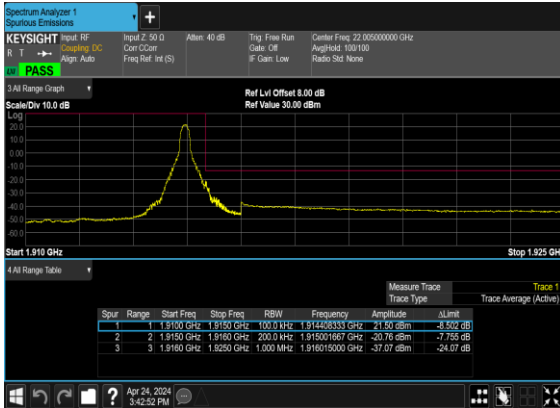 Spectrum Analyzer 1
Spurious Emissions
+
KEYSIGHT Input: RF Input Z: 50 Ω Atten: 40 dB Trig: Free Run Center Freq: 22.005000000 GHz
R T Coupling: DC Corr CCorr Gate: Off Avg|Hold: 100/100
Align: Auto Freq Ref: Int (S) IF Gain: Low Radio Std: None
PASS
3 All Range Graph
Ref Lvl Offset 8.00 dB
Scale/Div 10.0 dB Ref Value 30.00 dBm
Log
20.0
10.0
0.00
-10.0
-20.0
-30.0
-40.0
-50.0
-60.0
Start 1.910 GHz Stop 1.925 GH
4 All Range Table
Measure Trace Trace 1
Trace Type Trace Average (Active)
Spur Range Start Freq Stop Freq RBW Frequency Amplitude ΔLimit
1 1 1.9100 GHz 1.9150 GHz 100.0 kHz 1.914408333 GHz 21.50 dBm -8.502 dB
2 2 1.9150 GHz 1.9160 GHz 200.0 kHz 1.915001667 GHz -20.76 dBm -7.755 dB
3 3 1.9160 GHz 1.9250 GHz 1.000 MHz 1.916015000 GHz -37.07 dBm -24.07 dB
? Apr 24, 2024
3:42:52 PM